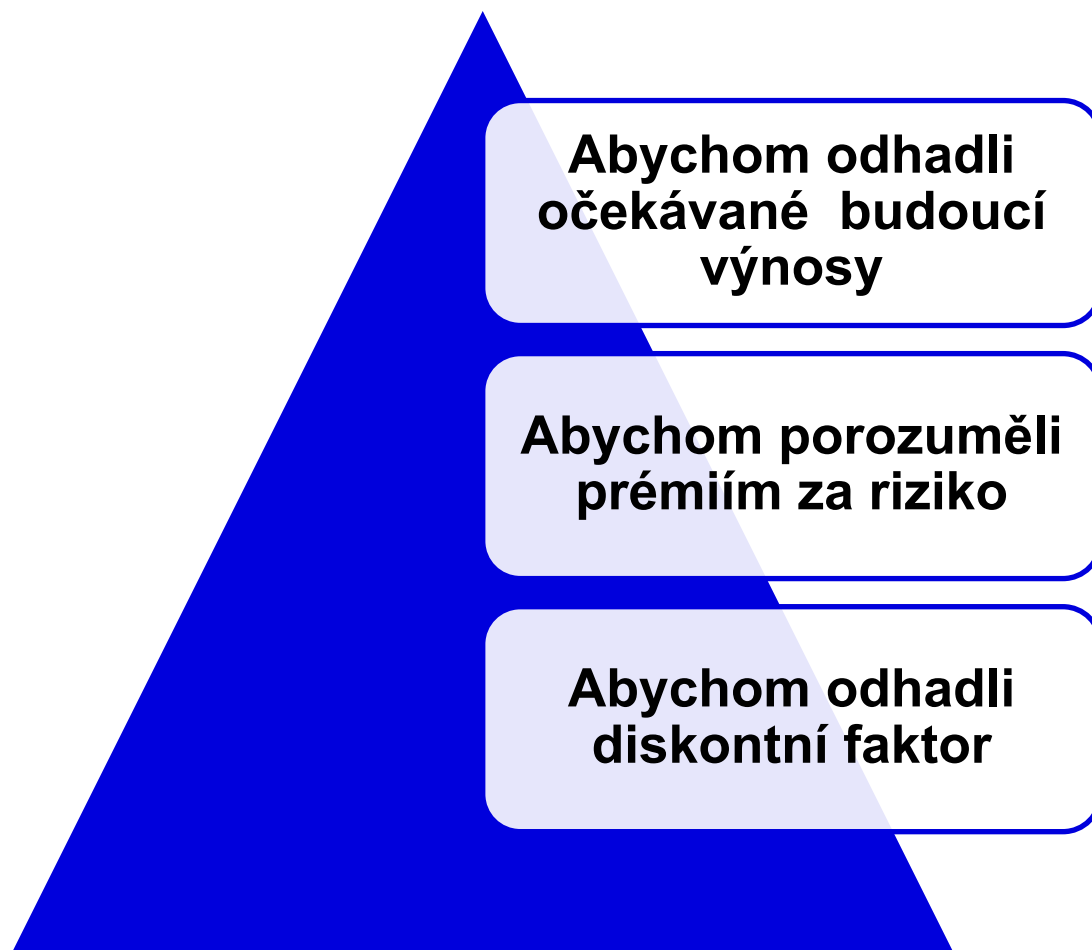 Abychom odhadli
očekávané  budoucí
výnosy
Abychom porozuměli
prémiím za riziko
Abychom odhadli
diskontní faktor